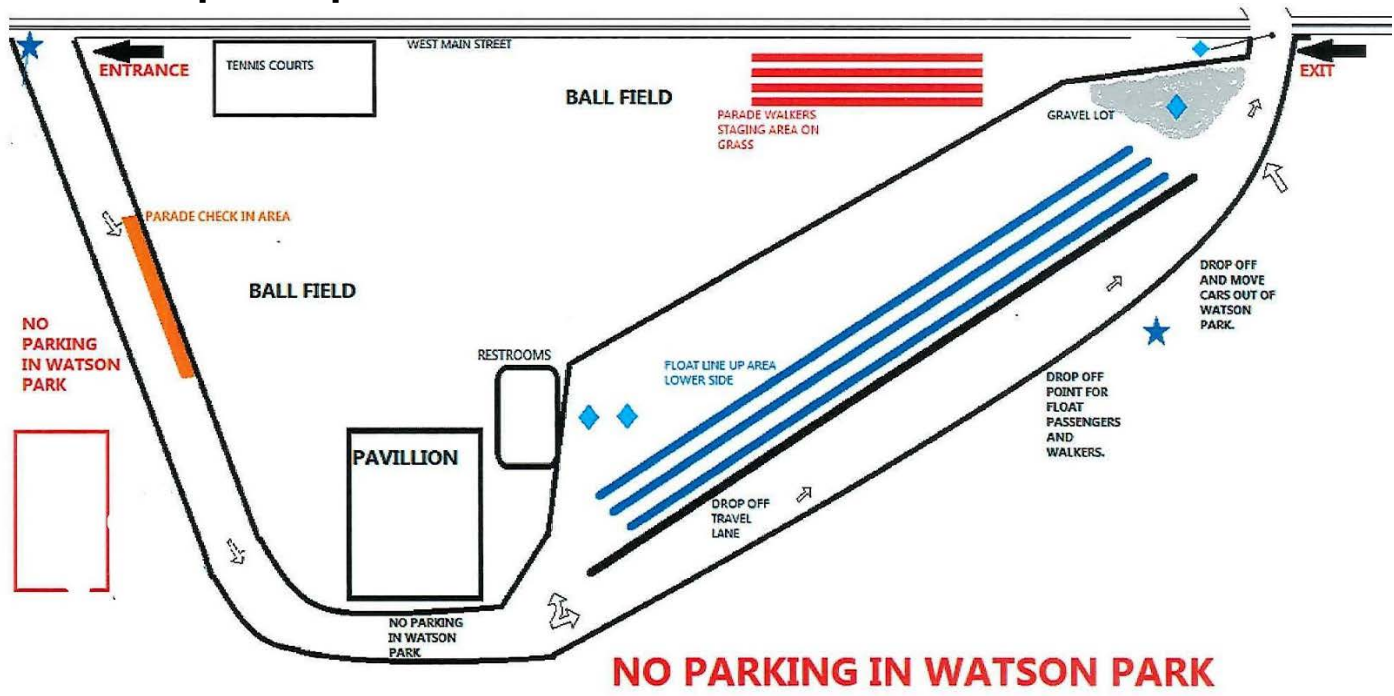 WEST MAIN STREET
ENTRANCE
TENNIS COURTS
BALL FIELD
EXIT
PARADE WALKERS
STAGING AREA ON
GRASS
GRAVEL LOT
PARADE CHECK IN AREA
BALL FIELD
NO
PARKING
IN WATSON
PARK
RESTROOMS
FLOAT LINE UP AREA
LOWER SIDE
DROP OFF
AND MOVE
CARS OUT OF
WATSON
PARK.
DROP OFF
POINT FOR
FLOAT
PASSENGERS
AND
WALKERS.
PAVILLION
DROP OFF
TRAVEL
LANE
NO PARKING
IN WATSON
PARK
NO PARKING IN WATSON PARK